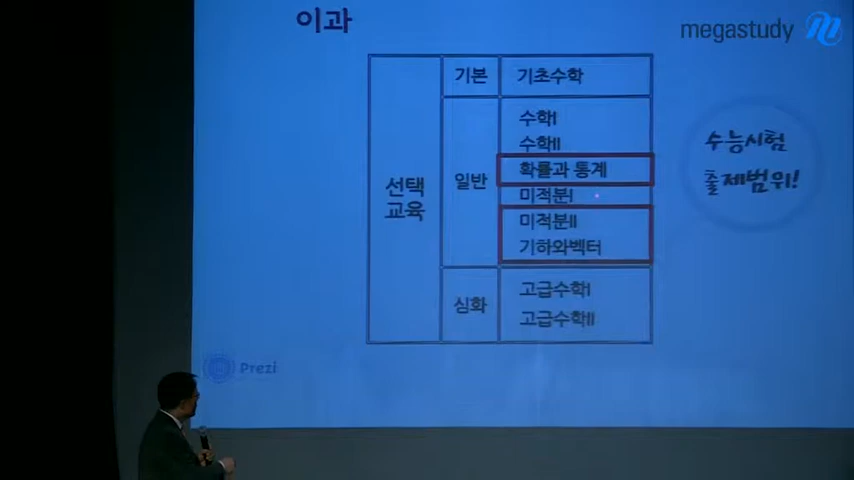 이과
megastudy
기본
기초수학
선택
교육
일반
수학I
수학II
확률과 통계
미적분I
미적분II
기하와벡터
심화
고급수학I
고급수학II
수능시험
출제범위!
Prezi